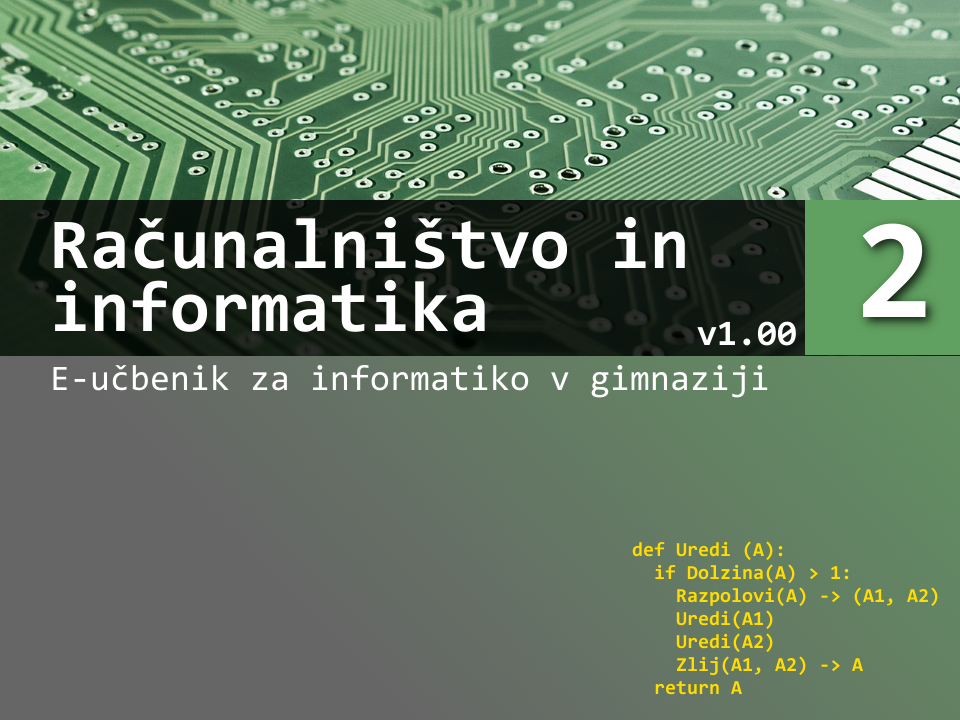 Računalništvo in
informatika
v1.00
2
E-učbenik za informatiko v gimnaziji
def Uredi (A):
  if Dolzina(A) > 1:
    Razpolovi(A) -> (A1, A2)
    Uredi(A1)
    Uredi(A2)
    Zlij(A1, A2) -> A
  return A